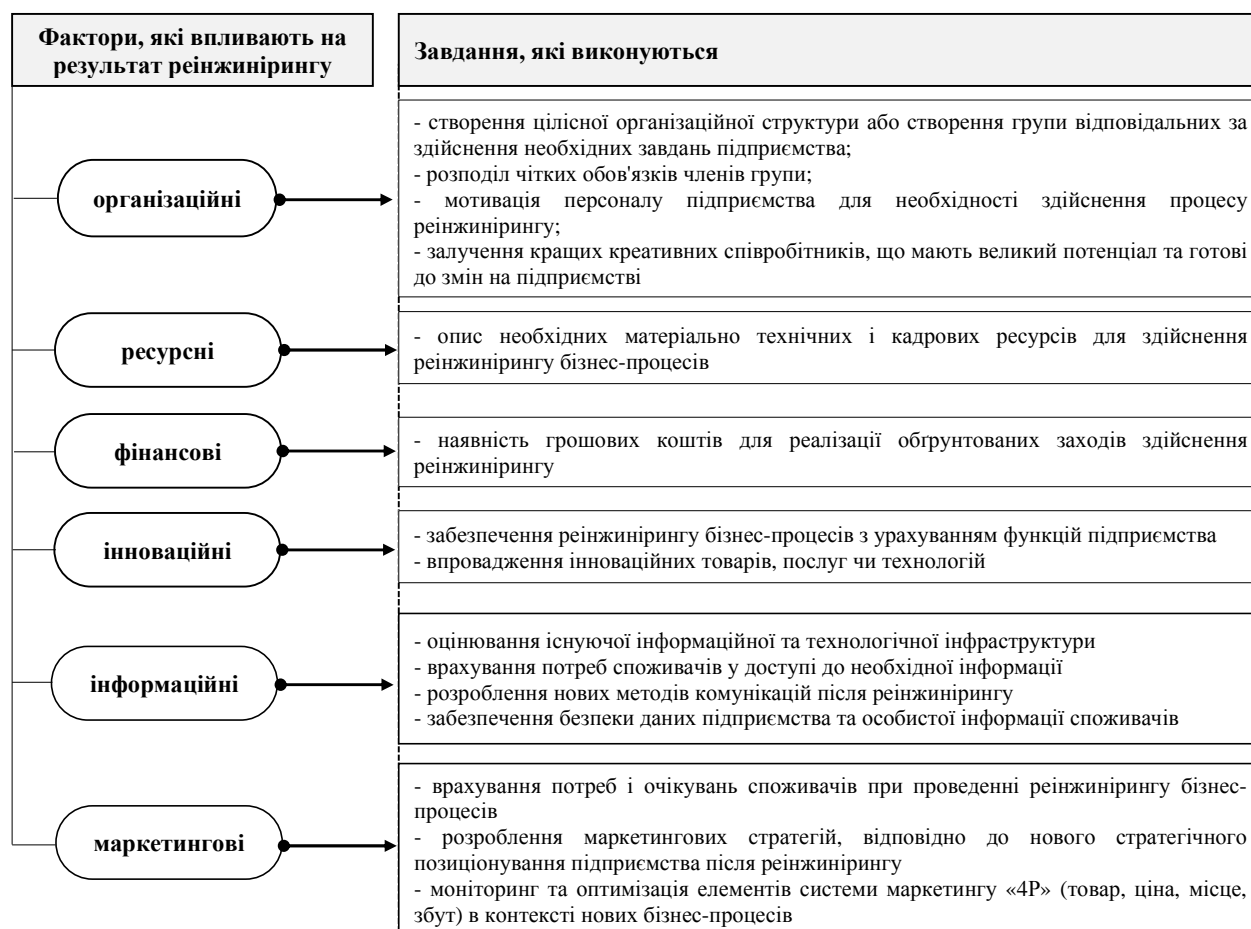 Фактори, які впливають на
результат реінжинірингу
Завдання, які виконуються
організаційні
- створення цілісної організаційної структури або створення групи відповідальних за
здійснення необхідних завдань підприємства;
- розподіл чітких обов'язків членів групи;
- мотивація персоналу підприємства для необхідності здійснення процесу
реінжинірингу;
- залучення кращих креативних співробітників, що мають великий потенціал та готові
до змін на підприємстві
ресурсні
- опис необхідних матеріально технічних і кадрових ресурсів для здійснення
реінжинірингу бізнес-процесів
фінансові
- наявність грошових коштів для реалізації обґрунтованих заходів здійснення
реінжинірингу
інноваційні
- забезпечення реінжинірингу бізнес-процесів з урахуванням функцій підприємства
- впровадження інноваційних товарів, послуг чи технологій
інформаційні
- оцінювання існуючої інформаційної та технологічної інфраструктури
- врахування потреб споживачів у доступі до необхідної інформації
- розроблення нових методів комунікацій після реінжинірингу
- забезпечення безпеки даних підприємства та особистої інформації споживачів
маркетингові
- врахування потреб і очікувань споживачів при проведенні реінжинірингу бізнес-
процесів
- розроблення маркетингових стратегій, відповідно до нового стратегічного
позиціонування підприємства після реінжинірингу
- моніторинг та оптимізація елементів системи маркетингу «4Р» (товар, ціна, місце,
збут) в контексті нових бізнес-процесів